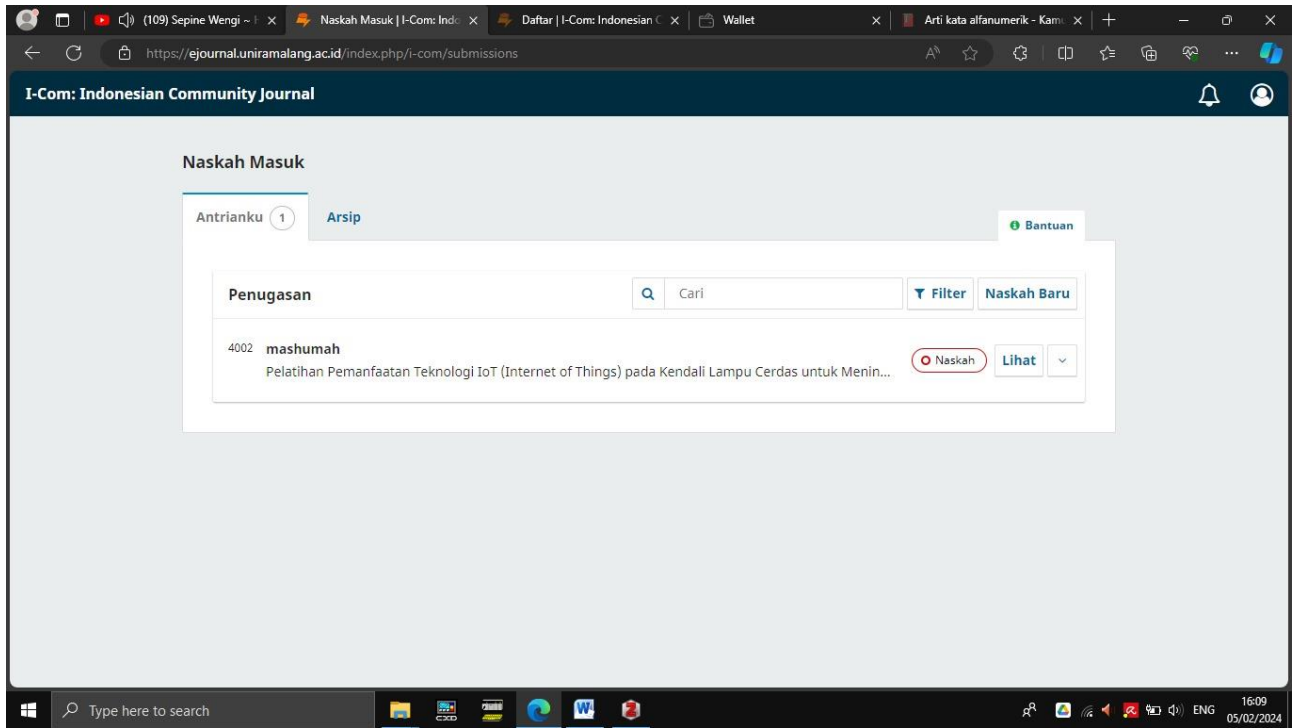 (109) Sepine Wengi ~
Naskah Masuk | I-Com: Indo
Daftar | I-Com: Indonesian C
Wallet
Arti kata alfanumerik - Kamu
https://ejournal.uniramalang.ac.id/index.php/i-com/submissions
I-Com: Indonesian Community Journal
Naskah Masuk
Antrianku 1 Arsip
Bantuan
Penugasan Cari Filter Naskah Baru
4002 mashumah
Naskah Lihat
Pelatihan Pemanfaatan Teknologi IoT (Internet of Things) pada Kendali Lampu Cerdas untuk Menin...
Type here to search
ENG
16:09
05/02/2024